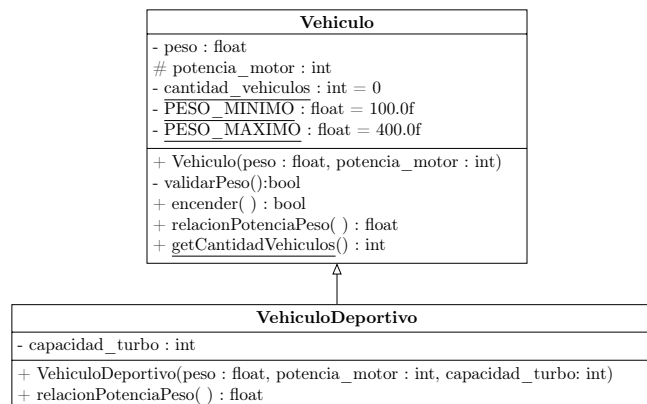 Vehiculo
- peso : float
# potencia_motor : int
- cantidad_vehiculos : int = 0
- PESO_MINIMO : float = 100.0f
- PESO_MAXIMO : float = 400.0f
+ Vehiculo(peso : float, potencia_motor : int)
- validarPeso():bool
+ encender( ) : bool
+ relacionPotenciaPeso( ) : float
+ getCantidadVehiculos() : int
VehiculoDeportivo
- capacidad_turbo : int
+ VehiculoDeportivo(peso : float, potencia_motor : int, capacidad_turbo: int)
+ relacionPotenciaPeso( ) : float